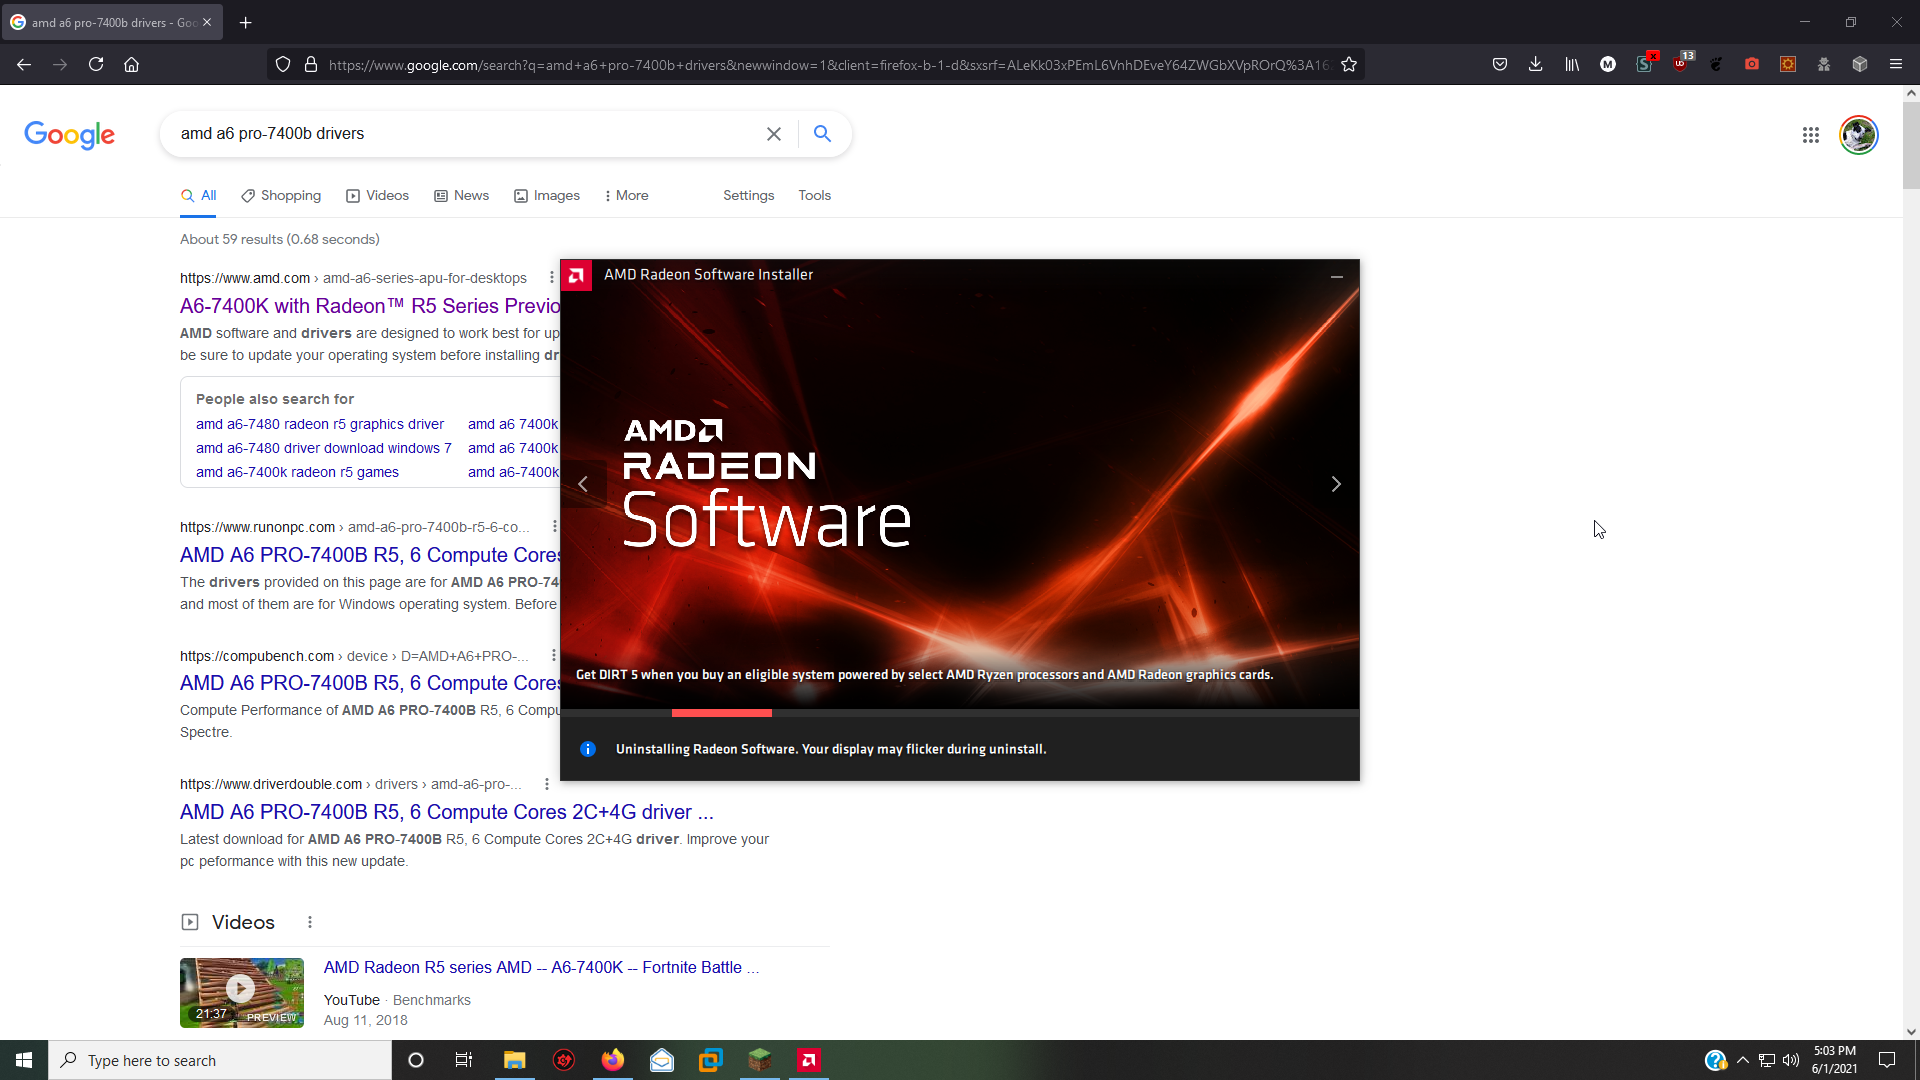 amd a6 pro-7400b drivers - Goo
https://www.google.com/search?q=amd+a6+pro-7400b+drivers&newwindow=1&client=firefox-b-1-d&sxsrf=ALeKk03xPEmL6VnhDEveY64ZWGbXVpROrQ%3A16
13
Google
amd a6 pro-7400b drivers
All
Shopping
Videos
News
Images
More
Settings
Tools
About 59 results (0.68 seconds)
https://www.amd.com › amd-a6-series-apu-for-desktops
A6-7400K with Radeon™ R5 Series Previo
AMD software and drivers are designed to work best for up
be sure to update your operating system before installing dr
People also search for
amd a6-7480 radeon r5 graphics driver
amd a6 7400k
amd a6-7480 driver download windows 7
amd a6 7400k
amd a6-7400k radeon r5 games
amd a6-7400k
https://www.runonpc.com › amd-a6-pro-7400b-r5-6-co...
AMD A6 PRO-7400B R5, 6 Compute Cores
The drivers provided on this page are for AMD A6 PRO-74
and most of them are for Windows operating system. Before
https://compubench.com › device › D=AMD+A6+PRO-...
AMD A6 PRO-7400B R5, 6 Compute Cores
Compute Performance of AMD A6 PRO-7400B R5, 6 Compu
Spectre.
https://www.driverdouble.com › drivers › amd-a6-pro-...
AMD A6 PRO-7400B R5, 6 Compute Cores 2C+4G driver ...
Latest download for AMD A6 PRO-7400B R5, 6 Compute Cores 2C+4G driver. Improve your
pc peformance with this new update.
Videos
21:37
PREVIEW
AMD Radeon R5 series AMD -- A6-7400K -- Fortnite Battle ...
YouTube · Benchmarks
Aug 11, 2018
AMD Radeon Software Installer
AMD
RADEON
Software
Get DIRT 5 when you buy an eligible system powered by select AMD Ryzen processors and AMD Radeon graphics cards.
Uninstalling Radeon Software. Your display may flicker during uninstall.
Type here to search
5:03 PM
6/1/2021